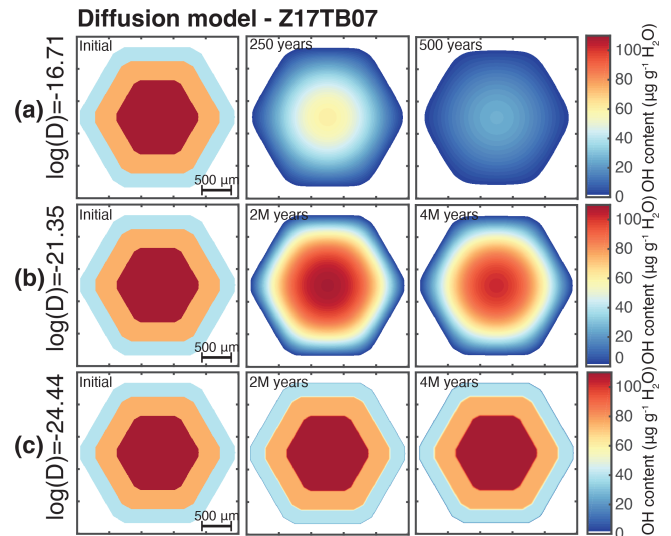 Diffusion model - Z17TB07
(a)
log(D)=-16.71
Initial
500 µm
250 years
500 years
100
80
60
40
20
0
OH content (µg g⁻¹ H₂O)
(b)
log(D)=-21.35
Initial
500 µm
2M years
4M years
100
80
60
40
20
0
OH content (µg g⁻¹ H₂O)
(c)
log(D)=-24.44
Initial
500 µm
2M years
4M years
100
80
60
40
20
0
OH content (µg g⁻¹ H₂O)